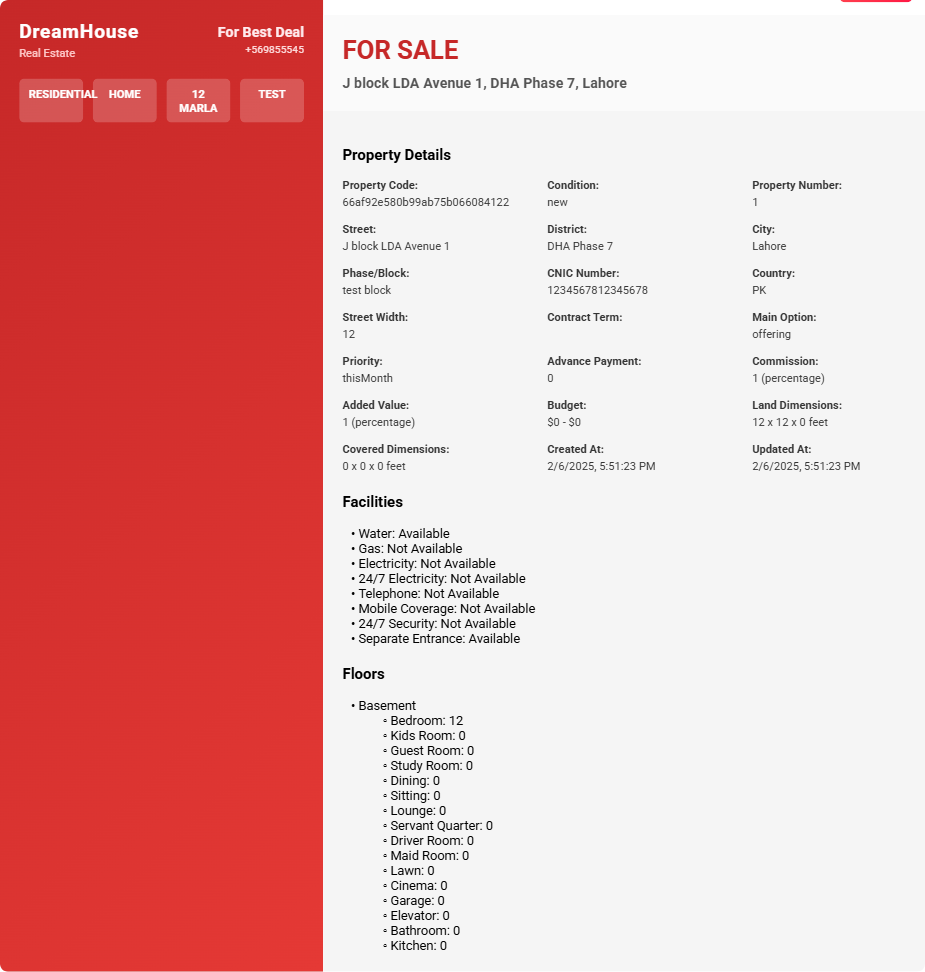 DreamHouse
Real Estate
For Best Deal
+569855545
RESIDENTIAL
HOME
12
MARLA
TEST
FOR SALE
J block LDA Avenue 1, DHA Phase 7, Lahore
Property Details
Property Code:
66af92e580b99ab75b066084122
Condition:
new
Property Number:
1
Street:
J block LDA Avenue 1
District:
DHA Phase 7
City:
Lahore
Phase/Block:
test block
CNIC Number:
1234567812345678
Country:
PK
Street Width:
12
Contract Term:
Main Option:
offering
Priority:
thisMonth
Advance Payment:
0
Commission:
1 (percentage)
Added Value:
1 (percentage)
Budget:
$0 - $0
Land Dimensions:
12 x 12 x 0 feet
Covered Dimensions:
0 x 0 x 0 feet
Created At:
2/6/2025, 5:51:23 PM
Updated At:
2/6/2025, 5:51:23 PM
Facilities
• Water: Available
• Gas: Not Available
• Electricity: Not Available
• 24/7 Electricity: Not Available
• Telephone: Not Available
• Mobile Coverage: Not Available
• 24/7 Security: Not Available
• Separate Entrance: Available
Floors
• Basement
◦ Bedroom: 12
◦ Kids Room: 0
◦ Guest Room: 0
◦ Study Room: 0
◦ Dining: 0
◦ Sitting: 0
◦ Lounge: 0
◦ Servant Quarter: 0
◦ Driver Room: 0
◦ Maid Room: 0
◦ Lawn: 0
◦ Cinema: 0
◦ Garage: 0
◦ Elevator: 0
◦ Bathroom: 0
◦ Kitchen: 0